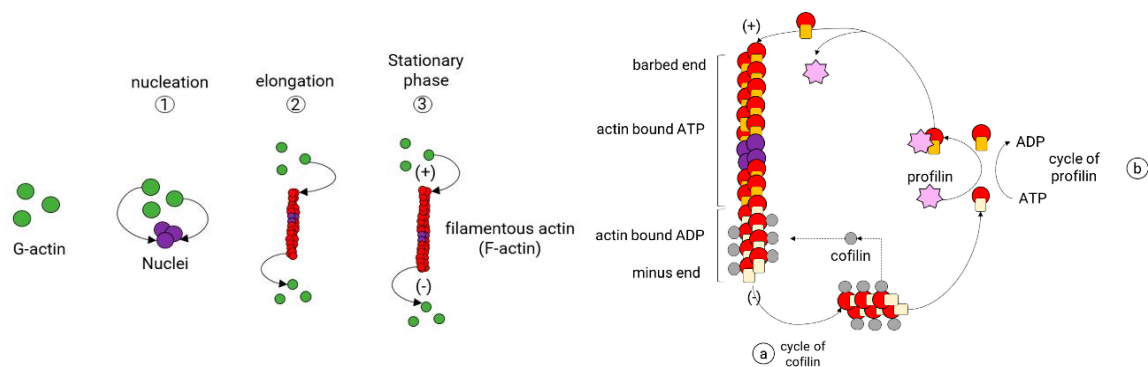 G-actin
nucleation
①
Nuclei
elongation
②
Stationary
phase
③
(+)
(-)
filamentous actin
(F-actin)
(+)
barbed end
actin bound ATP
actin bound ADP
minus end
(-)
cofilin
ⓐ cycle of
cofilin
profilin
ADP
ATP
cycle of
profilin
ⓑ